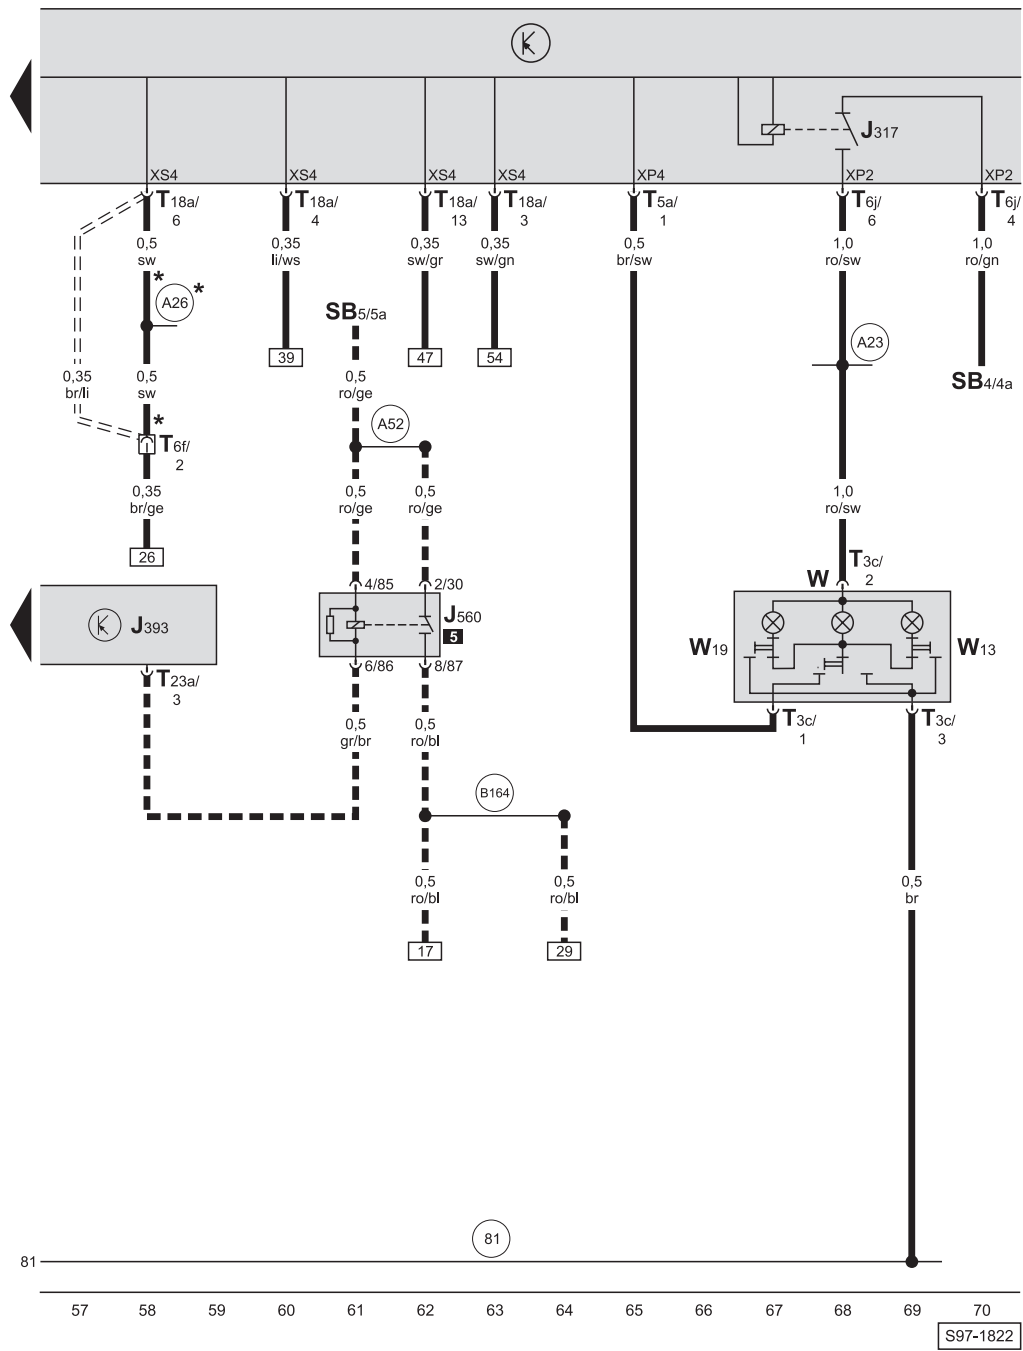 J317
XS4 XS4 XS4 XS4 XP4 XP2 XP2
T18a/ T18a/ T18a/ T18a/ T5a/ T6j/ T6j/
6 4 13 3 1 6 4
0,5 0,35 0,35 0,35 0,5 1,0 1,0
sw li/ws sw/gr sw/gn br/sw ro/sw ro/gn
*
A26 *
SB5/5a
39 47 54
A23
0,35 0,5 0,5
br/li sw ro/ge
SB4/4a
*
A52
T6f/
2
0,35 0,5 0,5 1,0
br/ge ro/ge ro/ge ro/sw
26
4/85 2/30
T3c/
2
W
J393
J560
5
W19 W13
6/86 8/87
T23a/
3
T3c/ T3c/
1 3
0,5 0,5
gr/br ro/bl
B164
0,5 0,5 0,5
ro/bl ro/bl br
17 29
81
81
57 58 59 60 61 62 63 64 65 66 67 68 69 70
S97-1822